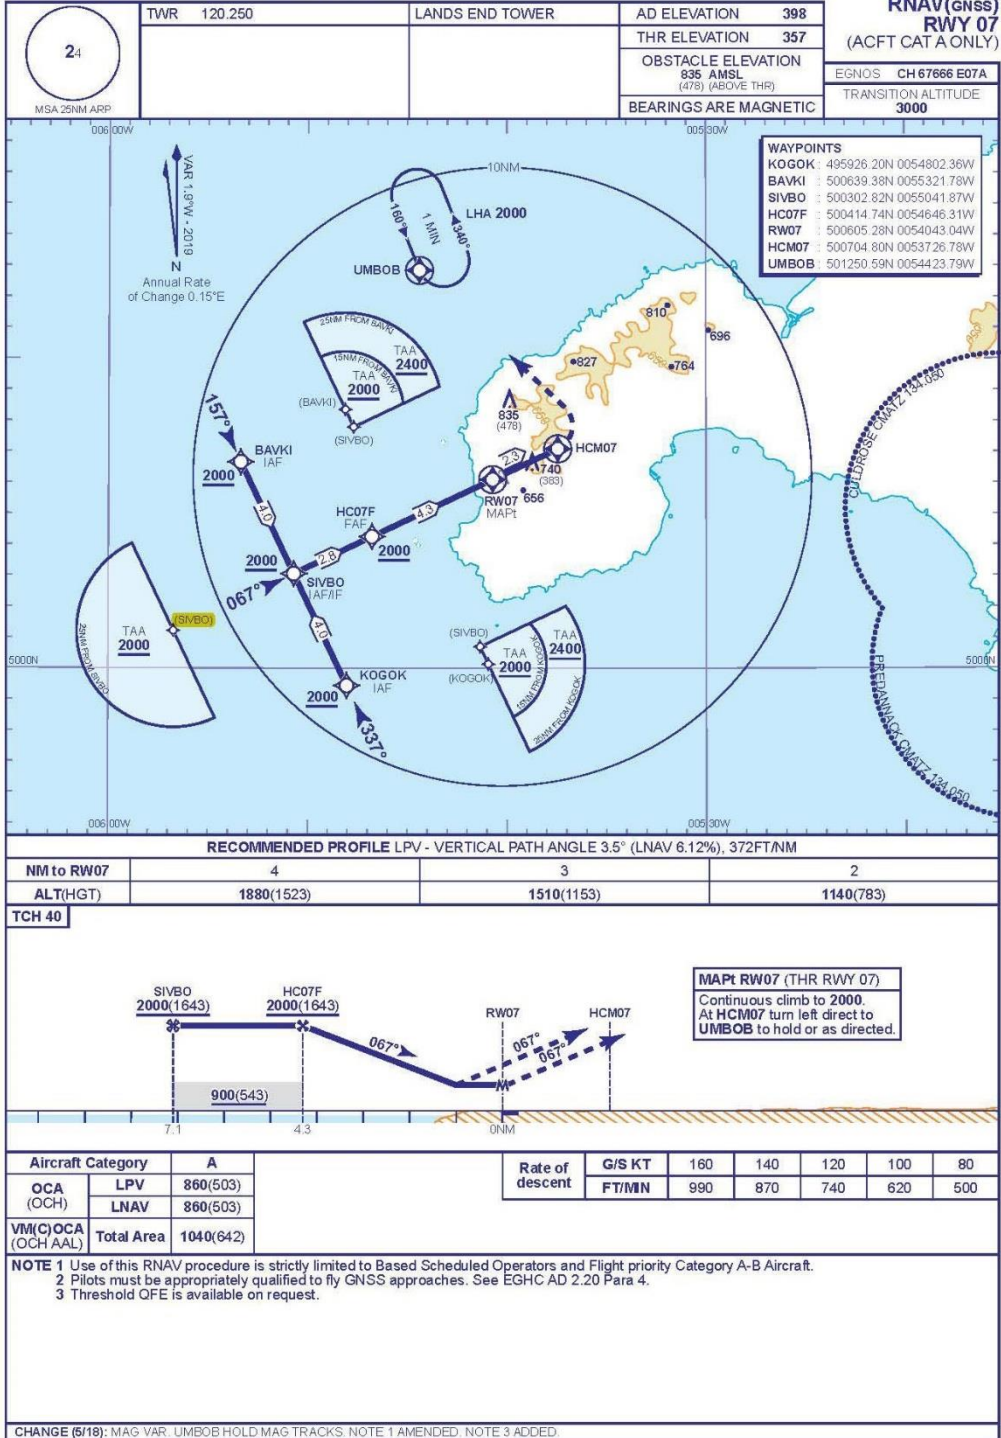 RNAV(GNSS)
RWY 07
(ACFT CAT A ONLY)
TWR 120.250
LANDS END TOWER
AD ELEVATION 398
THR ELEVATION 357
OBSTACLE ELEVATION
835 AMSL
(478) (ABOVE THR)
BEARINGS ARE MAGNETIC
EGNOS CH 67666 E07A
TRANSITION ALTITUDE
3000
24
MSA 25NM ARP
006 00W
005 30W
WAYPOINTS
KOGOK : 495926.20N 0054802.36W
BAVKI : 500639.38N 0055321.78W
SIVBO : 500302.82N 0055041.87W
HC07F : 500414.74N 0054646.31W
RW07 : 500605.28N 0054043.04W
HCM07 : 500704.80N 0053726.78W
UMBOB : 501250.59N 0054423.79W
VAR 1.9°W - 2019
N
Annual Rate
of Change 0.15°E
10NM
160°
1 MIN
340°
LHA 2000
UMBOB
25NM FROM BAVKI
TAA
2400
15NM FROM BAVKI
TAA
2000
(BAVKI)
(SIVBO)
810
696
827
764
835
(478)
656
157°
BAVKI
IAF
2000
4.0
HCM07
2.3
740
(383)
RW07
MAPt
656
4.3
HC07F
FAF
2000
2.8
2000
SIVBO
IAF/IF
067°
4.0
KOGOK
IAF
2000
337°
(SIVBO)
TAA
2000
25NM FROM SIVBO
(SIVBO)
(KOGOK)
TAA
2000
15NM FROM KOGOK
TAA
2400
25NM FROM KOGOK
CULDROSE CMATZ 134.050
PREDANNACK CMATZ 134.050
5000N
5000N
006 00W
005 30W
RECOMMENDED PROFILE LPV - VERTICAL PATH ANGLE 3.5° (LNAV 6.12%), 372FT/NM
NM to RW07 4 3 2
ALT(HGT) 1880(1523) 1510(1153) 1140(783)
TCH 40
SIVBO
2000(1643)
HC07F
2000(1643)
067°
RW07
HCM07
067°
067°
M
900(543)
7.1 4.3 0NM
MAPt RW07 (THR RWY 07)
Continuous climb to 2000.
At HCM07 turn left direct to
UMBOB to hold or as directed.
Aircraft Category A
OCA
(OCH)
LPV 860(503)
LNAV 860(503)
VM(C)OCA
(OCH AAL)
Total Area 1040(642)
Rate of
descent
G/S KT 160 140 120 100 80
FT/MIN 990 870 740 620 500
NOTE 1 Use of this RNAV procedure is strictly limited to Based Scheduled Operators and Flight priority Category A-B Aircraft.
2 Pilots must be appropriately qualified to fly GNSS approaches. See EGHC AD 2.20 Para 4.
3 Threshold QFE is available on request.
CHANGE (5/18): MAG VAR. UMBOB HOLD MAG TRACKS. NOTE 1 AMENDED. NOTE 3 ADDED.